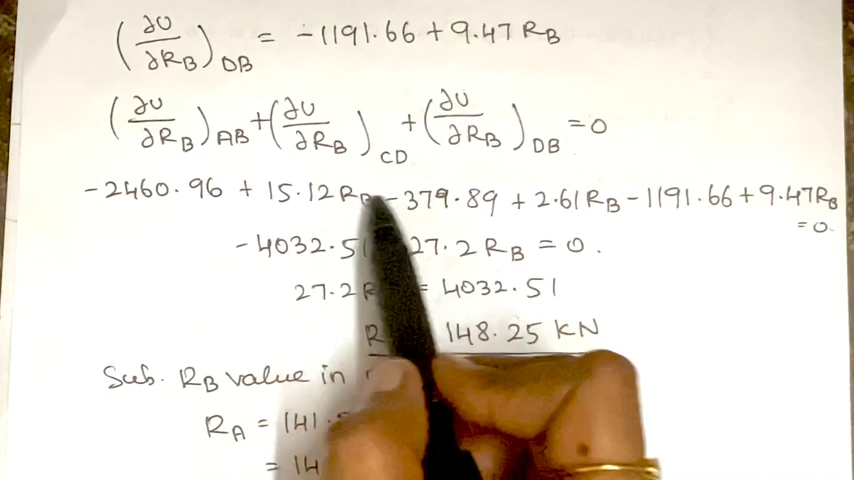 (∂U/∂R_B)_DB = -1191.66 + 9.47 R_B
(∂U/∂R_B)_AB + (∂U/∂R_B)_CD + (∂U/∂R_B)_DB = 0
-2460.96 + 15.12 R_B - 379.89 + 2.61 R_B - 1191.66 + 9.47 R_B
= 0.
-4032.51 27.2 R_B = 0.
27.2 R = 4032.51
R 148.25 KN
Sub. R_B value in
R_A = 141.
= 14